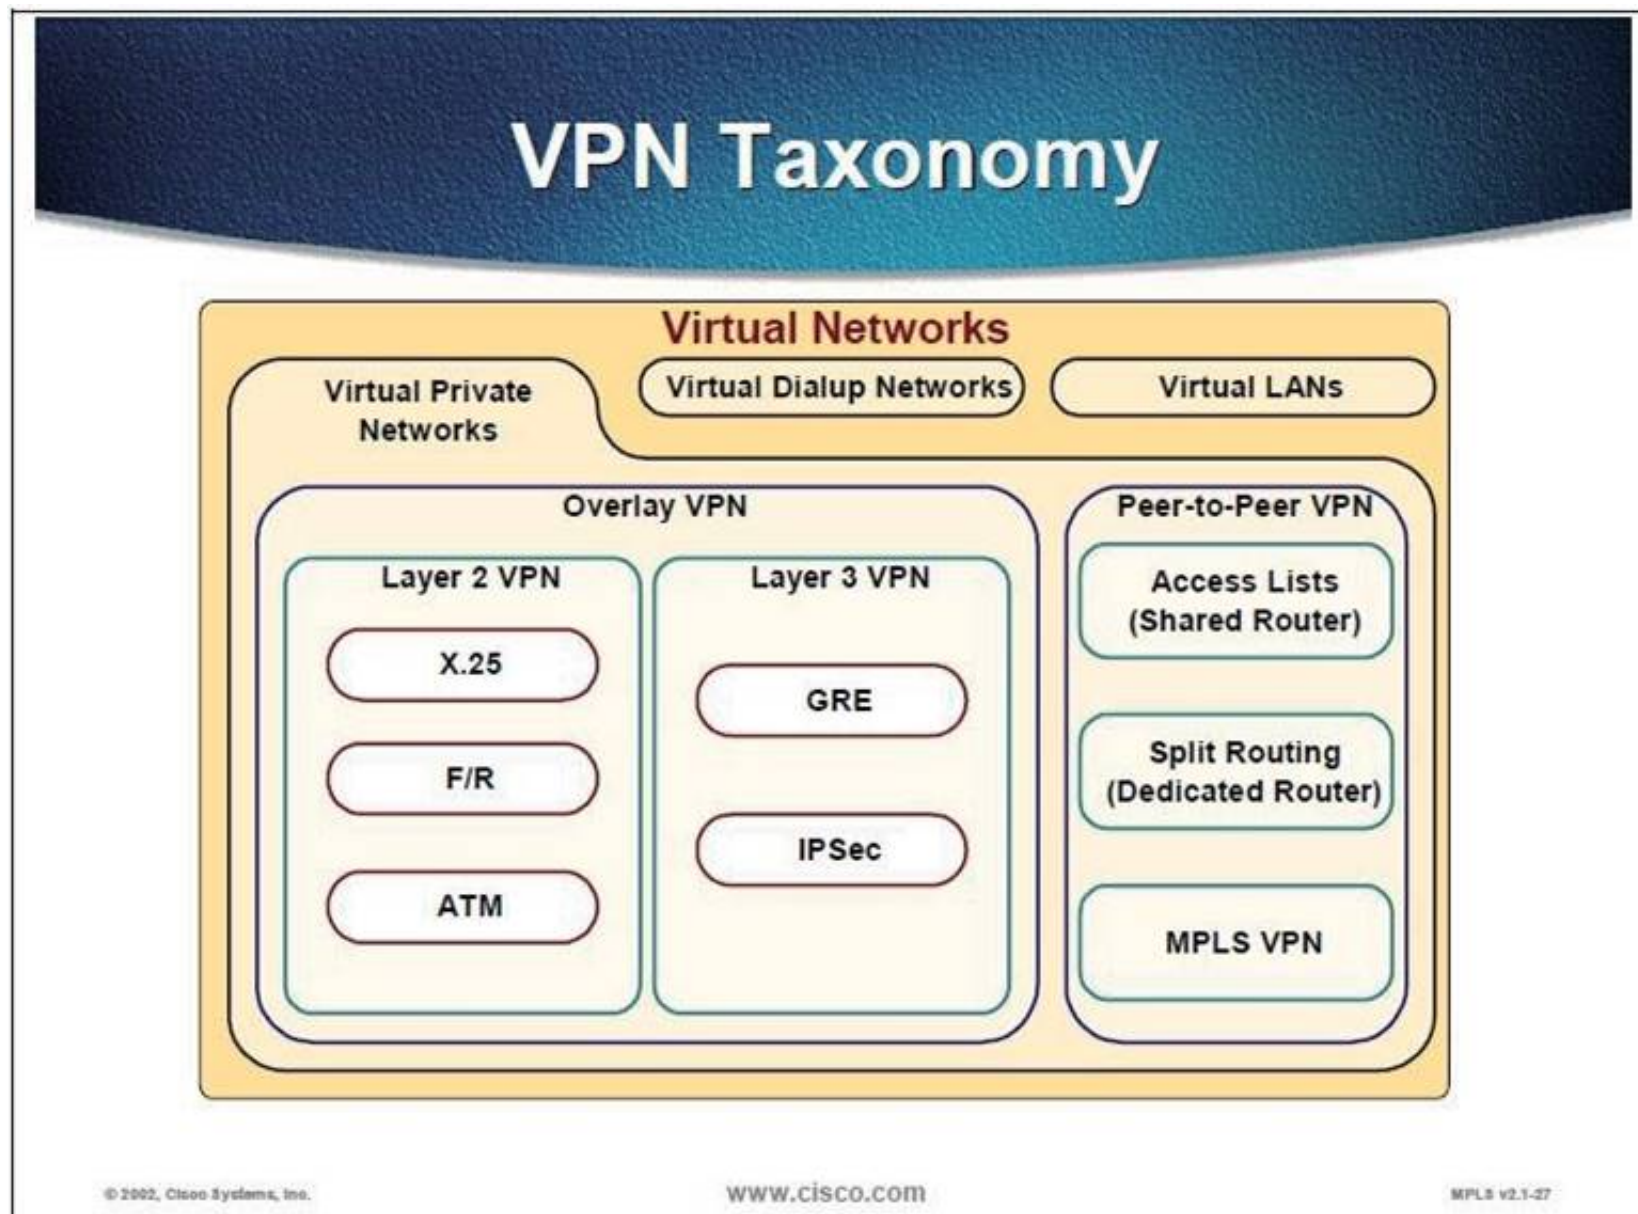 VPN Taxonomy
Virtual Networks
Virtual Private
Networks
Virtual Dialup Networks
Virtual LANs
Overlay VPN
Layer 2 VPN
X.25
F/R
ATM
Layer 3 VPN
GRE
IPSec
Peer-to-Peer VPN
Access Lists
(Shared Router)
Split Routing
(Dedicated Router)
MPLS VPN
© 2002, Cisco Systems, Inc.
www.cisco.com
MPLS v2.1-27